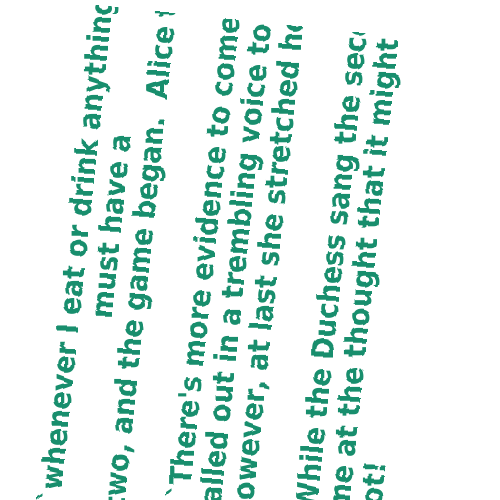 `whenever I eat or drink anything
must have a
two, and the game began.  Alice
`There's more evidence to come
called out in a trembling voice to
However, at last she stretched
While the Duchess sang the
me at the thought that it might